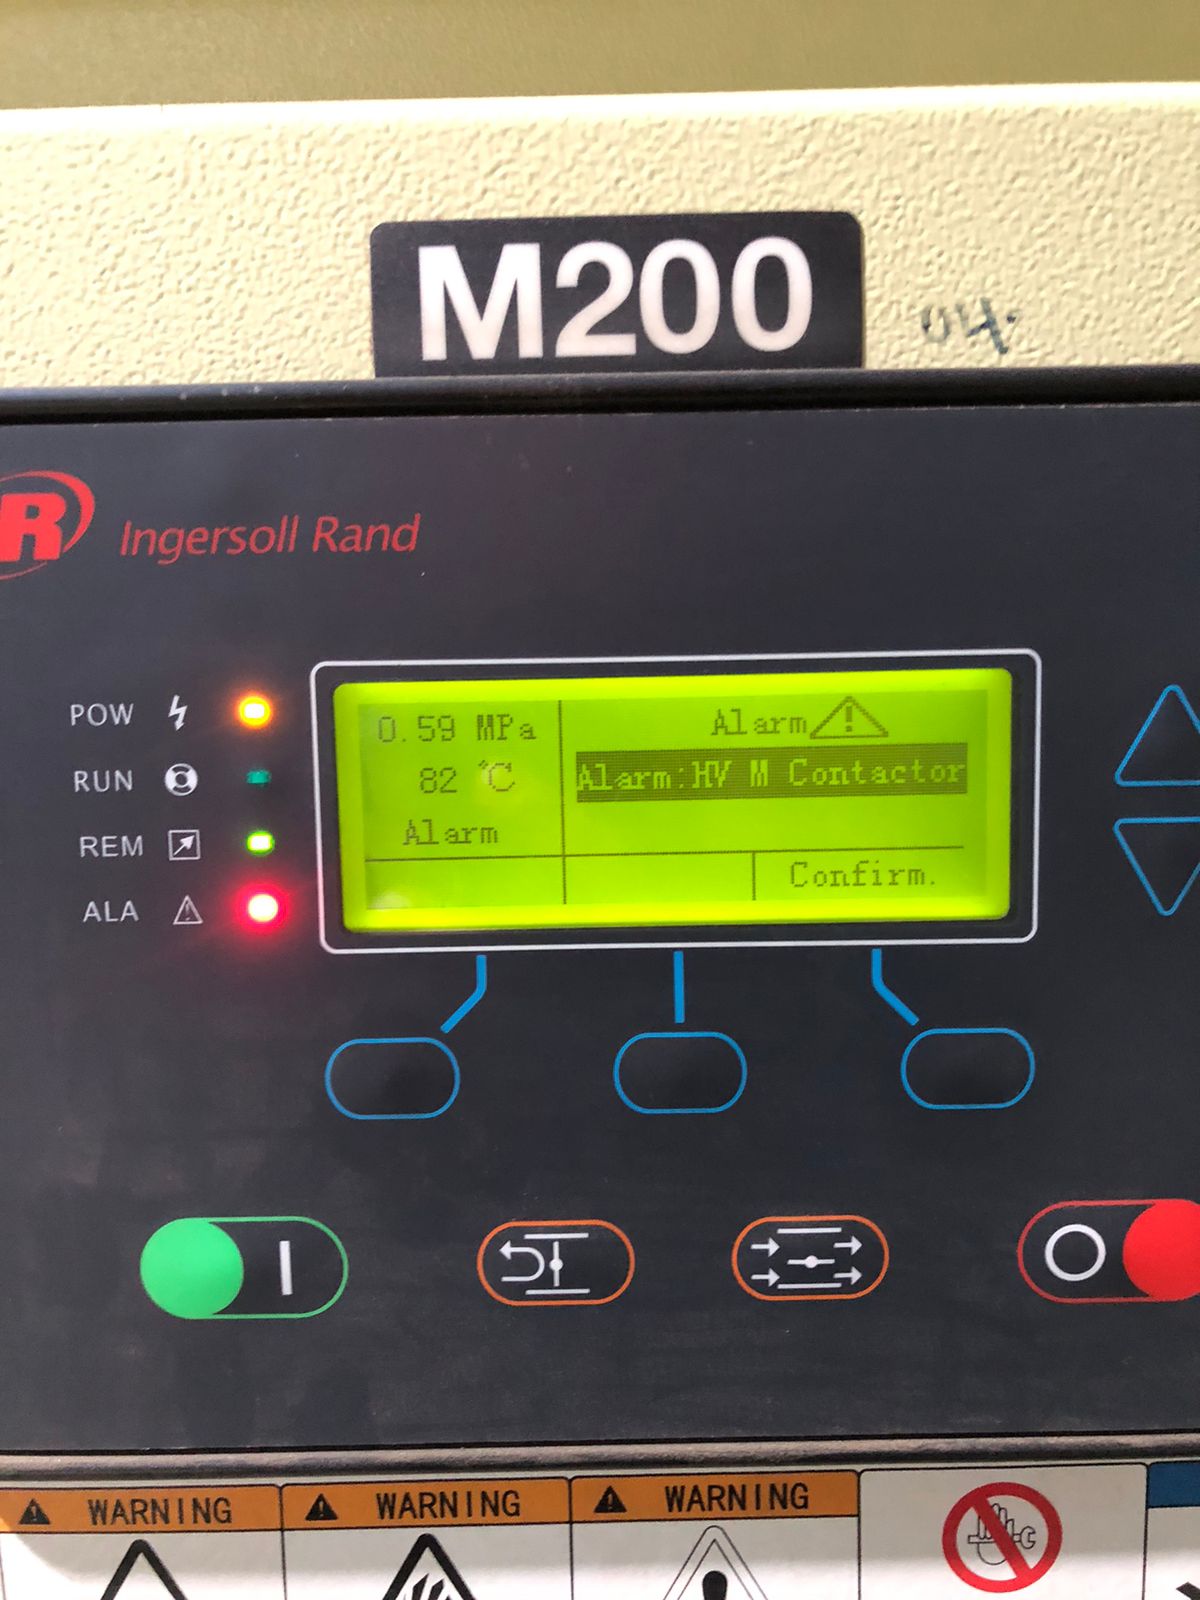 M200
04.
R Ingersoll Rand
POW
RUN
REM
ALA
0.59 MPa
82 ℃
Alarm
Alarm
Alarm:HV M Contactor
Confirm.
WARNING
WARNING
WARNING